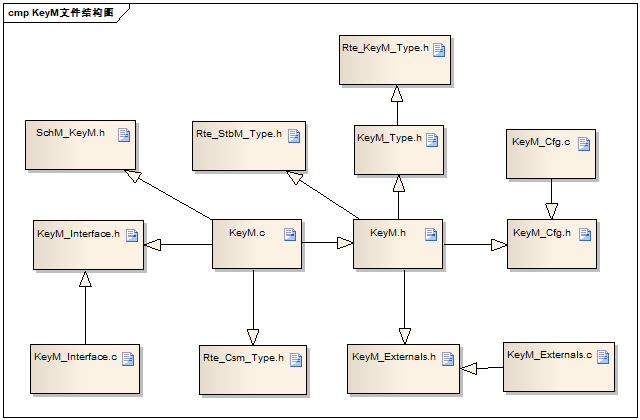 cmp KeyM文件结构图
Rte_KeyM_Type.h
SchM_KeyM.h
Rte_StbM_Type.h
KeyM_Type.h
KeyM_Cfg.c
KeyM_Interface.h
KeyM.c
KeyM.h
KeyM_Cfg.h
KeyM_Interface.c
Rte_Csm_Type.h
KeyM_Externals.h
KeyM_Externals.c